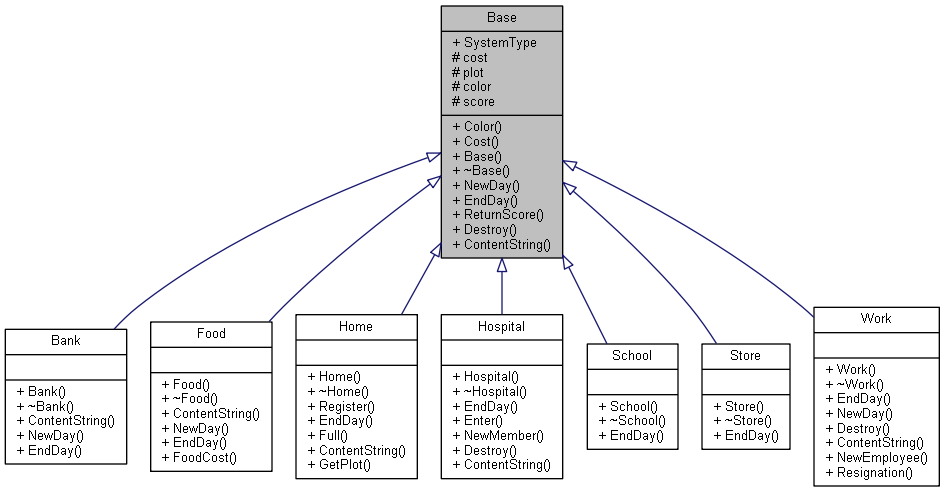 Base
+ SystemType
# cost
# plot
# color
# score
+ Color()
+ Cost()
+ Base()
+ ~Base()
+ NewDay()
+ EndDay()
+ ReturnScore()
+ Destroy()
+ ContentString()
Bank
+ Bank()
+ ~Bank()
+ ContentString()
+ NewDay()
+ EndDay()
Food
+ Food()
+ ~Food()
+ ContentString()
+ NewDay()
+ EndDay()
+ FoodCost()
Home
+ Home()
+ ~Home()
+ Register()
+ EndDay()
+ Full()
+ ContentString()
+ GetPlot()
Hospital
+ Hospital()
+ ~Hospital()
+ EndDay()
+ Enter()
+ NewMember()
+ Destroy()
+ ContentString()
School
+ School()
+ ~School()
+ EndDay()
Store
+ Store()
+ ~Store()
+ EndDay()
Work
+ Work()
+ ~Work()
+ EndDay()
+ NewDay()
+ Destroy()
+ ContentString()
+ NewEmployee()
+ Resignation()